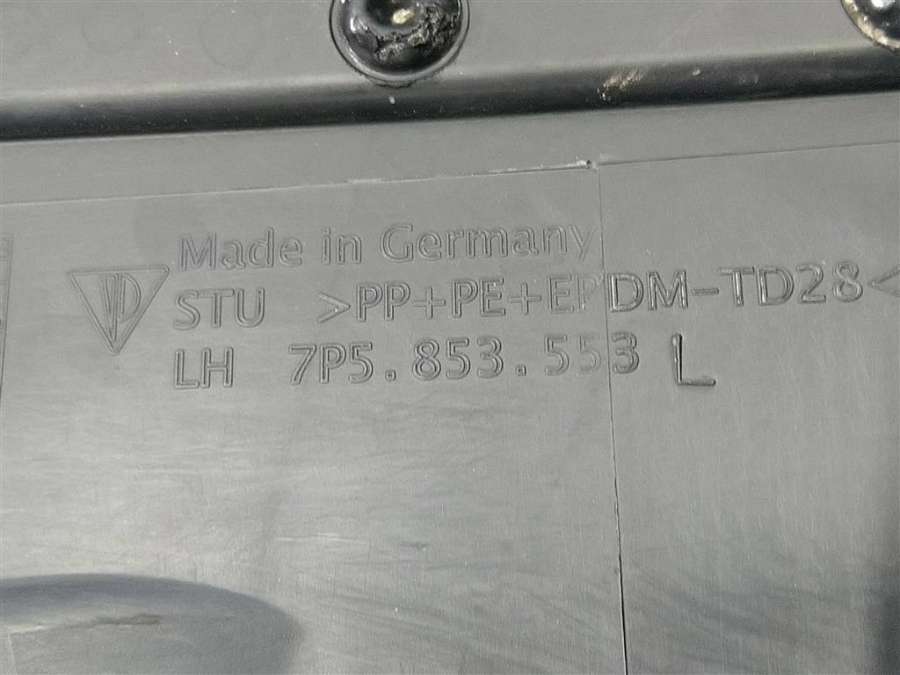 Made in Germany
STU >PP+PE+EPDM-TD28<
LH 7P5.853.553 L